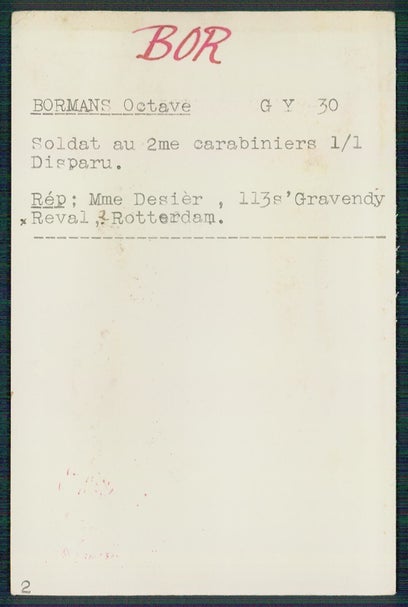 BOR
BORMANS Octave G Y 30
Soldat au 2me carabiniers 1/1
Disparu.
Rép; Mme Desièr , 113s'Gravendy
Reval , Rotterdam.
2